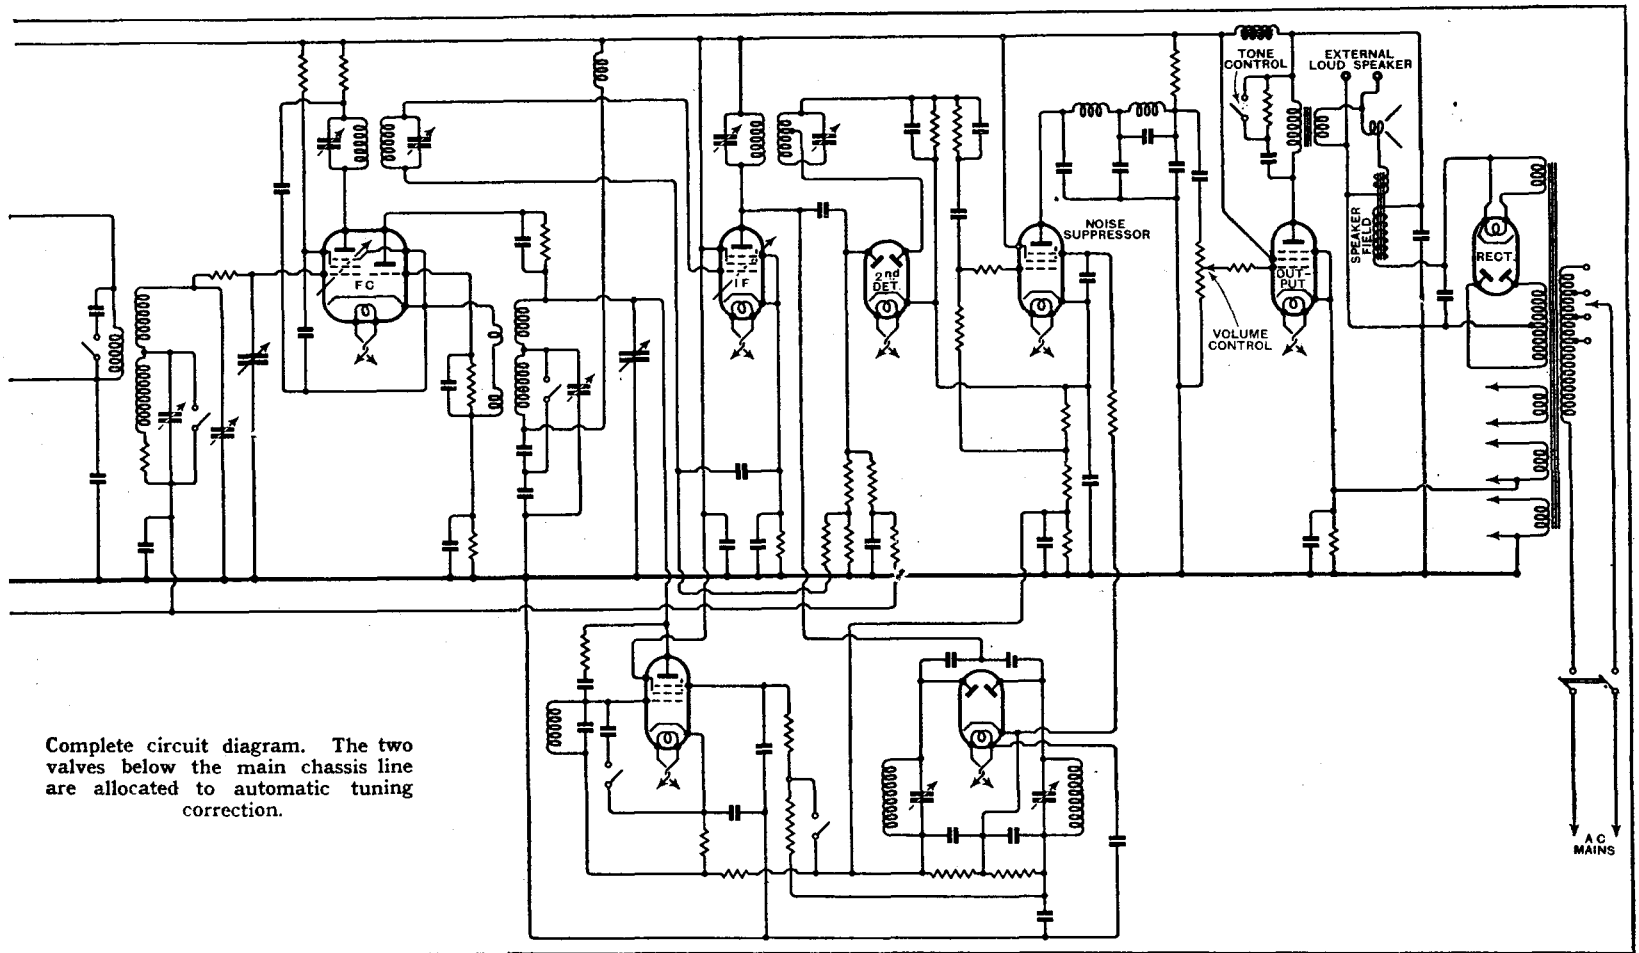 TONE
CONTROL
EXTERNAL
LOUD SPEAKER
NOISE
SUPPRESSOR
SPEAKER
FIELD
FC
IF
2nd
DET.
OUT-
PUT
RECT.
VOLUME
CONTROL
Complete circuit diagram. The two
valves below the main chassis line
are allocated to automatic tuning
correction.
AC
MAINS